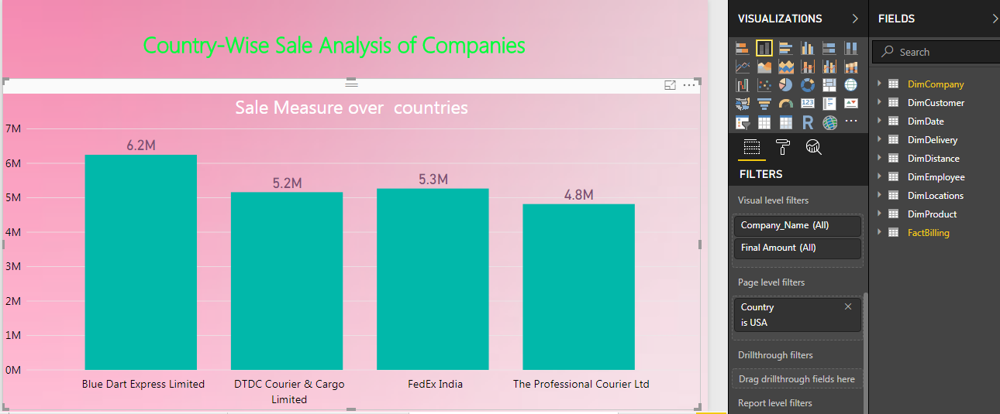 Country-Wise Sale Analysis of Companies
Sale Measure over  countries
7M
6M
5M
4M
3M
2M
1M
0M
6.2M
5.2M
5.3M
4.8M
Blue Dart Express Limited
DTDC Courier & Cargo
Limited
FedEx India
The Professional Courier Ltd
VISUALIZATIONS
123
R
FILTERS
Visual level filters
Company_Name (All)
Final Amount (All)
Page level filters
Country
is USA
Drillthrough filters
Drag drillthrough fields here
Report level filters
FIELDS
Search
DimCompany
DimCustomer
DimDate
DimDelivery
DimDistance
DimEmployee
DimLocations
DimProduct
FactBilling